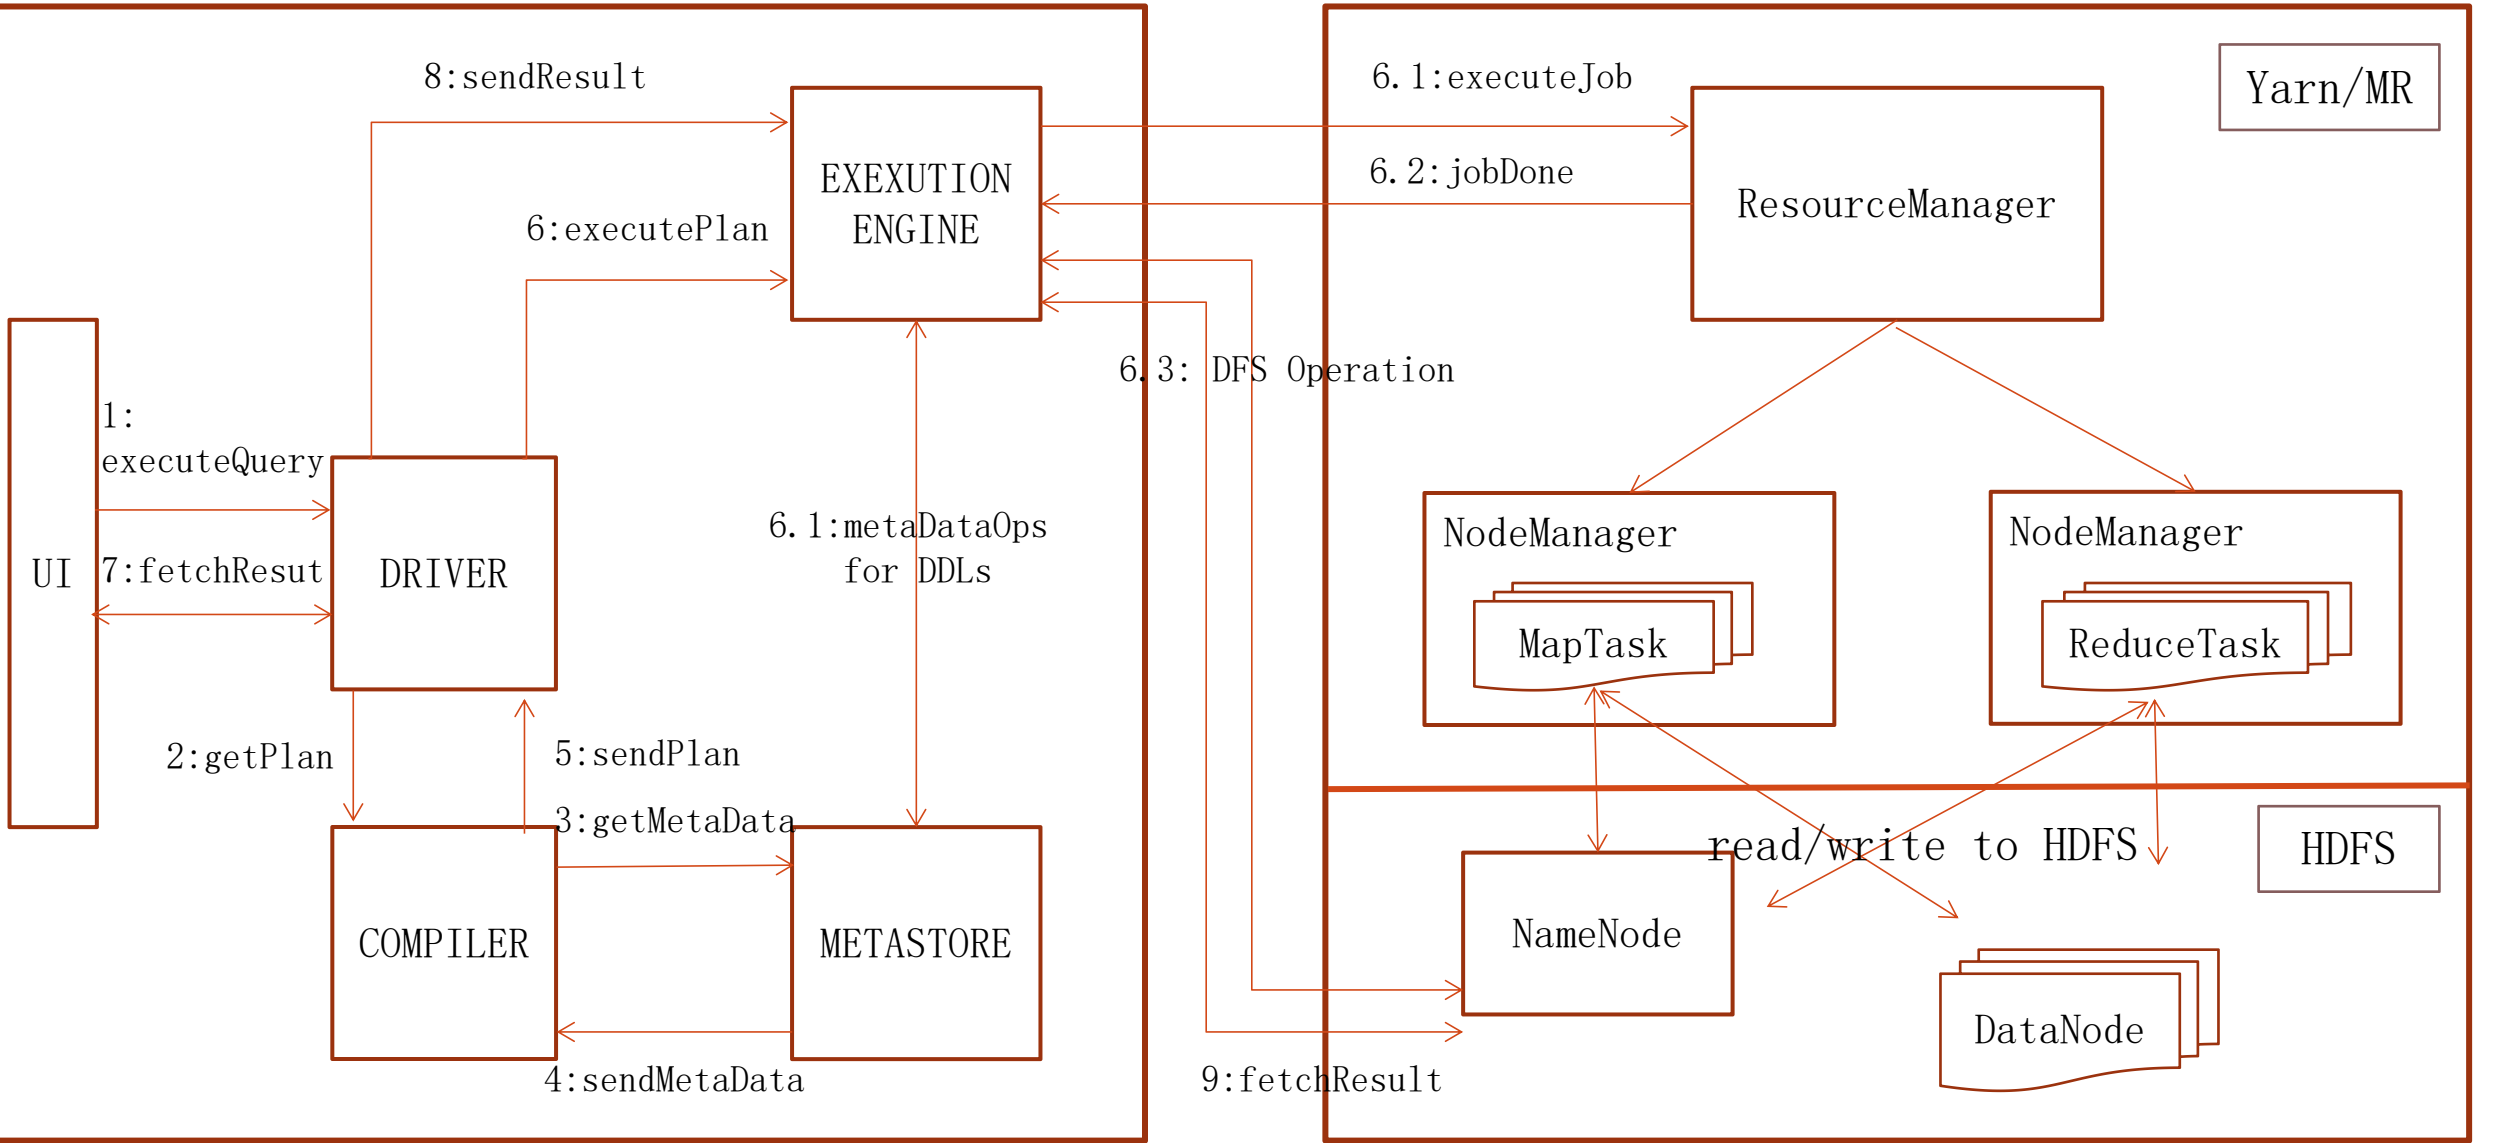 8:sendResult
6.1:executeJob
Yarn/MR
EXEXUTION
ENGINE
6.2:jobDone
ResourceManager
6:executePlan
6.3: DFS Operation
1:
executeQuery
UI
7:fetchResut
DRIVER
6.1:metaDataOps
for DDLs
NodeManager
NodeManager
MapTask
ReduceTask
2:getPlan
5:sendPlan
3:getMetaData
read/write to HDFS
HDFS
COMPILER
METASTORE
NameNode
DataNode
4:sendMetaData
9:fetchResult